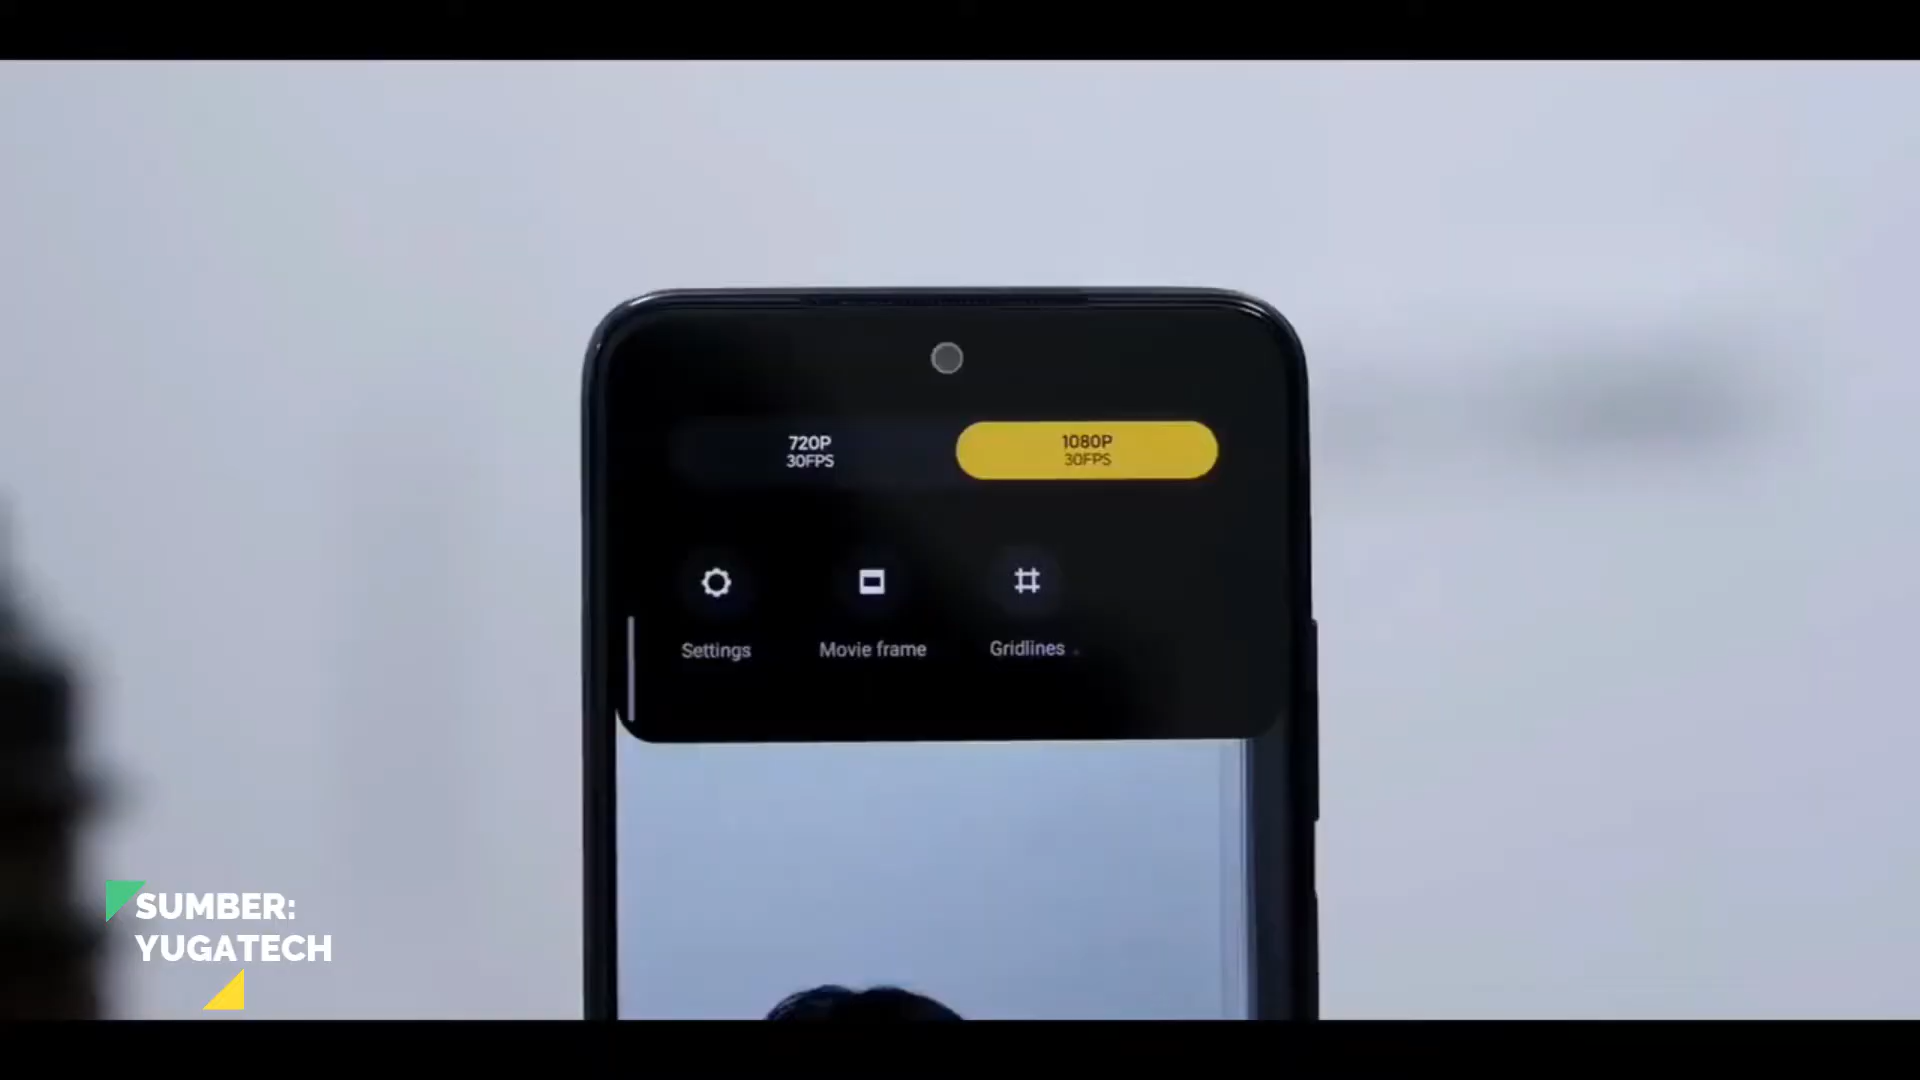 720P
30FPS
1080P
30FPS
Settings
Movie frame
Gridlines
SUMBER:
YUGATECH